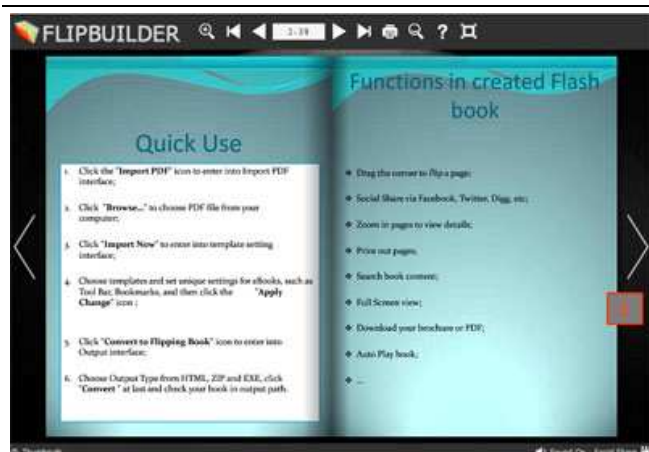 FLIPBUILDER
?
Quick Use
1. Click the "Import PDF" icon to enter into Import PDF
interface;
2. Click "Browse..." to choose PDF file from your
computer;
3. Click "Import Now" to enter into template setting
interface;
4. Choose templates and set unique settings for eBooks, such as
Tool Bar, Bookmarks, and then click the "Apply
Change" icon ;
5. Click "Convert to Flipping Book" icon to enter into
Output interface;
6. Choose Output Type from HTML, ZIP and EXE, click
"Convert " at last and check your book in output path.
Functions in created Flash
book
❖ Drag the corner to flip a page;
❖ Social Share via Facebook, Twitter, Digg, etc;
❖ Zoom in pages to view details;
❖ Print out pages;
❖ Search book content;
❖ Full Screen view;
❖ Download your brochure or PDF;
❖ Auto Play book;
❖ ...